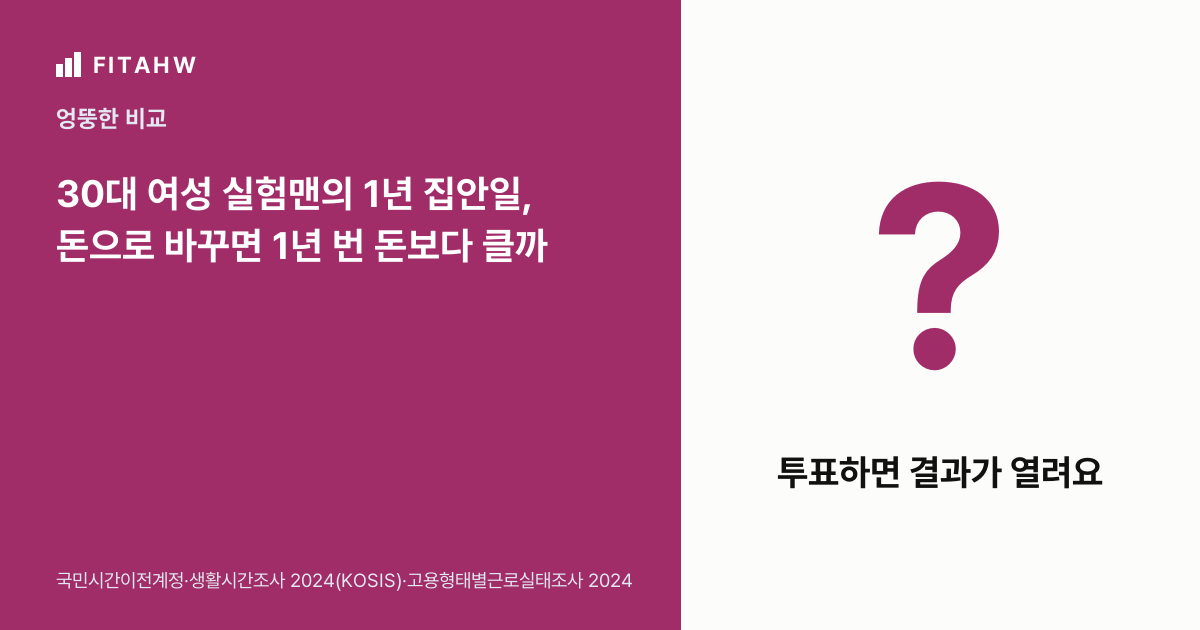 FITAHW
엉뚱한 비교
30대 여성 실험맨의 1년 집안일,
돈으로 바꾸면 1년 번 돈보다 클까
?
투표하면 결과가 열려요
국민시간이전계정·생활시간조사 2024(KOSIS)·고용형태별근로실태조사 2024